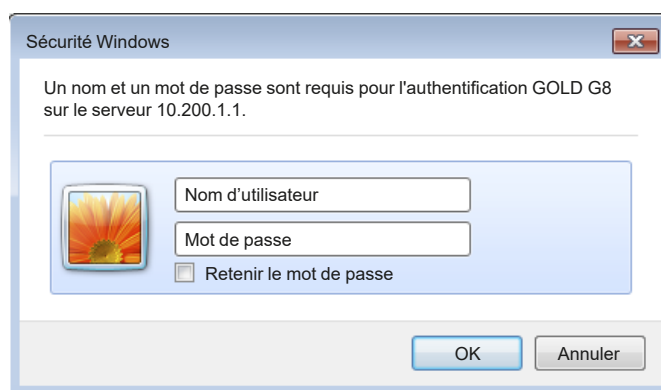 Sécurité Windows
Un nom et un mot de passe sont requis pour l'authentification GOLD G8
sur le serveur 10.200.1.1.
Nom d’utilisateur
Mot de passe
Retenir le mot de passe
OK
Annuler